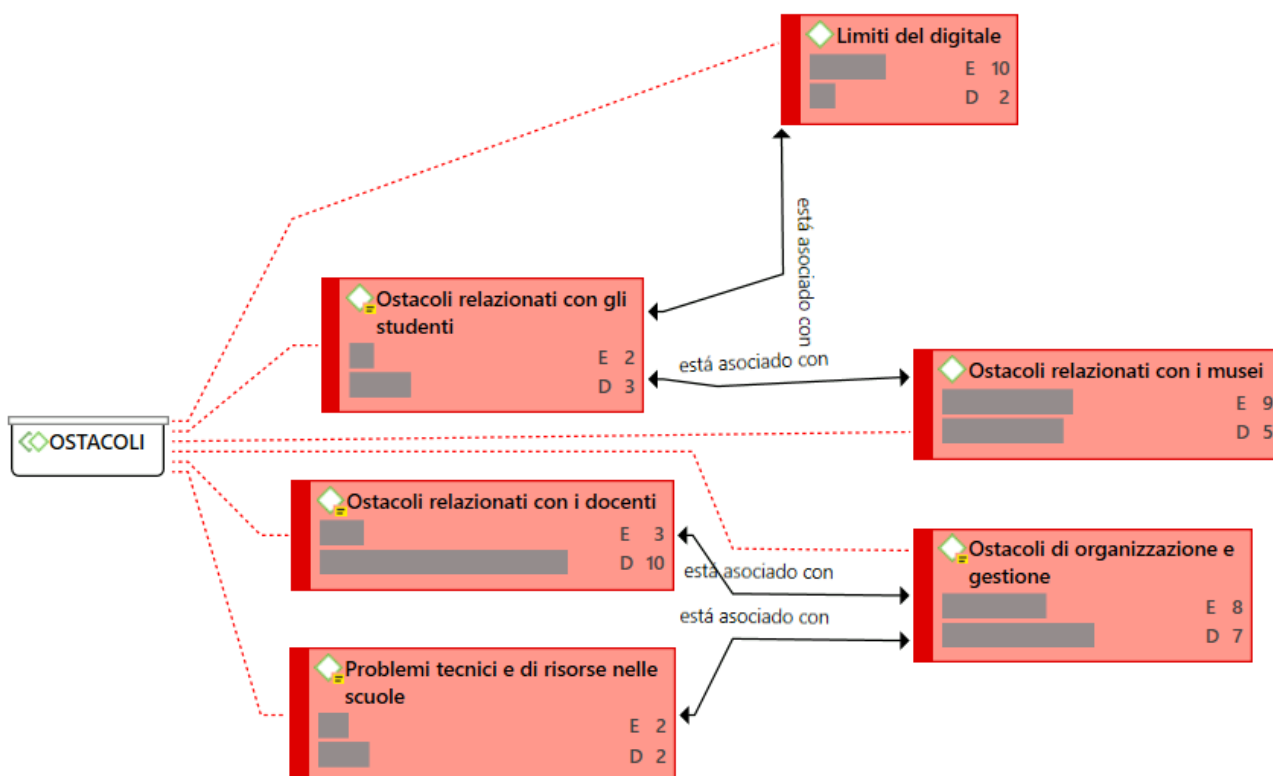 Limiti del digitale
E 10
D 2
está asociado con
Ostacoli relazionati con gli
studenti
E 2
D 3
está asociado con
Ostacoli relazionati con i musei
E 9
D 5
OSTACOLI
Ostacoli relazionati con i docenti
E 3
D 10
está asociado con
Ostacoli di organizzazione e
gestione
E 8
D 7
está asociado con
Problemi tecnici e di risorse nelle
scuole
E 2
D 2